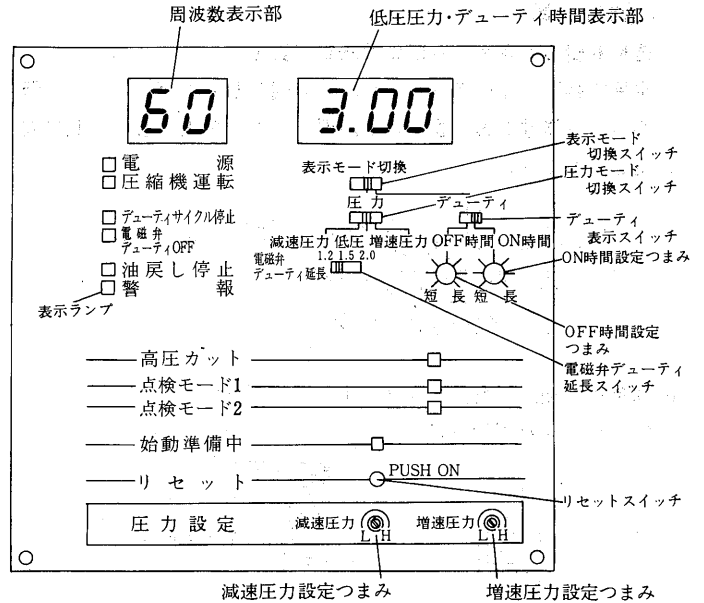 周波数表示部
低圧圧力・デューティ時間表示部
60
3.00
電源
圧縮機運転
デューティサイクル停止
電磁弁
デューティOFF
油戻し停止
警報
表示ランプ
表示モード切換
圧力
デューティ
減速圧力 低圧 増速圧力
OFF時間 ON時間
電磁弁
デューティ延長
1.2 1.5 2.0
短 長 短 長
表示モード
切換スイッチ
圧力モード
切換スイッチ
デューティ
表示スイッチ
ON時間設定つまみ
OFF時間設定
つまみ
電磁弁デューティ
延長スイッチ
高圧カット
点検モード1
点検モード2
始動準備中
リセット
PUSH ON
リセットスイッチ
圧力設定
減速圧力
L H
増速圧力
L H
減速圧力設定つまみ
増速圧力設定つまみ